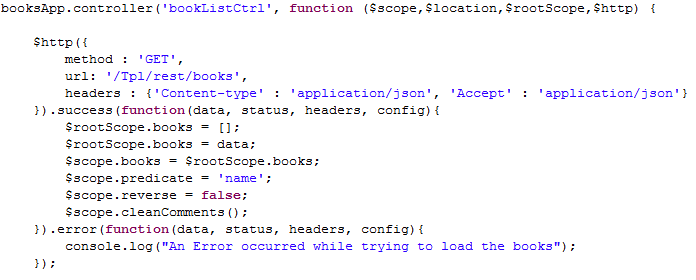 booksApp.controller('bookListCtrl', function ($scope,$location,$rootScope,$http) {
    $http({
        method : 'GET',
        url: '/Tpl/rest/books',
        headers : {'Content-type' : 'application/json', 'Accept' : 'application/json'}
    }).success(function(data, status, headers, config){
        $rootScope.books = [];
        $rootScope.books = data;
        $scope.books = $rootScope.books;
        $scope.predicate = 'name';
        $scope.reverse = false;
        $scope.cleanComments();
    }).error(function(data, status, headers, config){
        console.log("An Error occurred while trying to load the books");
    });